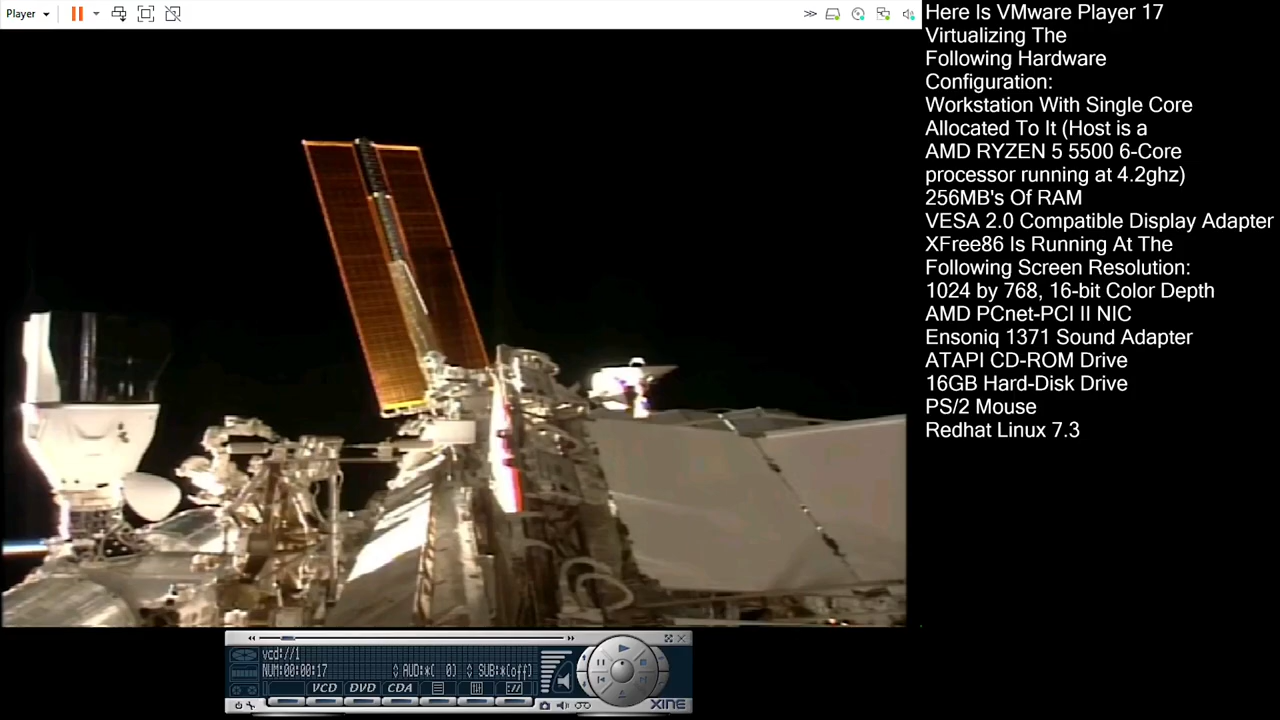 Player
Here Is VMware Player 17
Virtualizing The
Following Hardware
Configuration:
Workstation With Single Core
Allocated To It (Host is a
AMD RYZEN 5 5500 6-Core
processor running at 4.2ghz)
256MB's Of RAM
VESA 2.0 Compatible Display Adapter
XFree86 Is Running At The
Following Screen Resolution:
1024 by 768, 16-bit Color Depth
AMD PCnet-PCI II NIC
Ensoniq 1371 Sound Adapter
ATAPI CD-ROM Drive
16GB Hard-Disk Drive
PS/2 Mouse
Redhat Linux 7.3
vcd://1
NUM:00:00:17 AUD:*( 0) SUB:*(off)
VCD DVD CDA ://
XINE